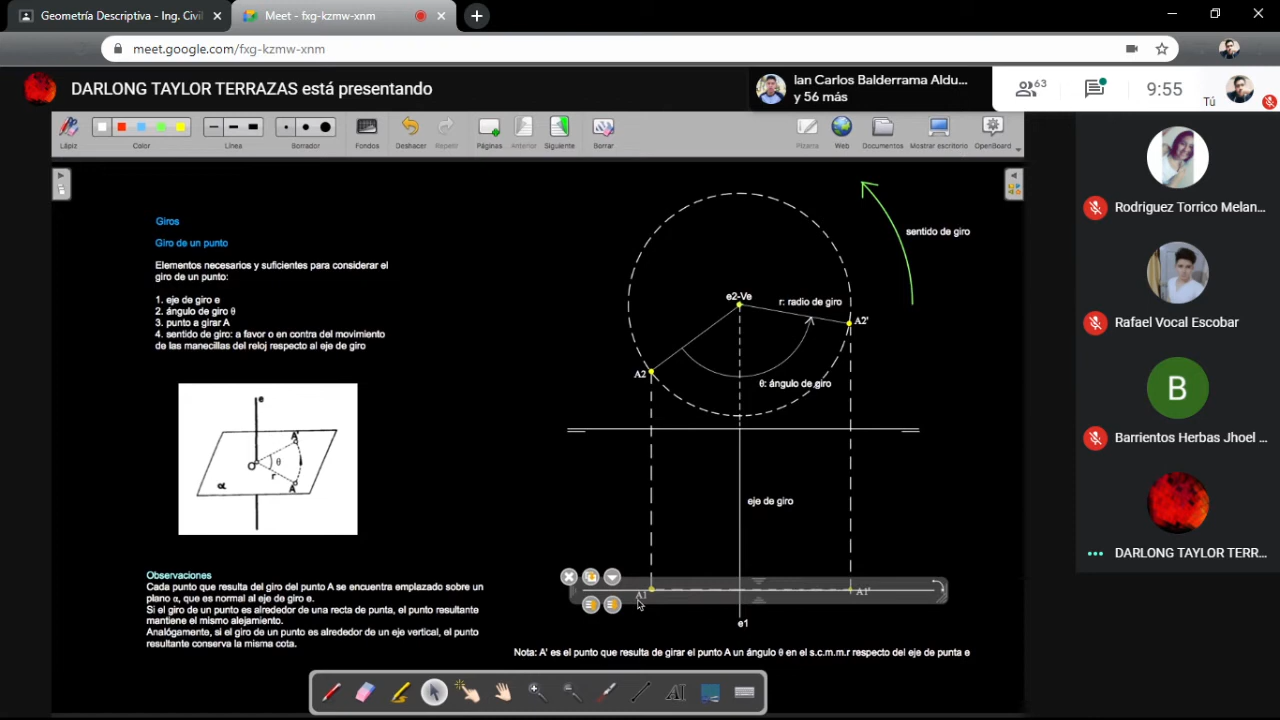 Geometría Descriptiva - Ing. Civil
Meet - fxg-kzmw-xnm
meet.google.com/fxg-kzmw-xnm
DARLONG TAYLOR TERRAZAS está presentando
Ian Carlos Balderrama Aldu...
y 56 más
63
9:55
Tú
Lápiz
Color
Línea
Borrador
Fondos
Deshacer
Repetir
Páginas
Anterior
Siguiente
Borrar
Pizarra
Web
Documentos
Mostrar escritorio
OpenBoard
Giros
Giro de un punto
Elementos necesarios y suficientes para considerar el
giro de un punto:
1. eje de giro e
2. ángulo de giro θ
3. punto a girar A
4. sentido de giro: a favor o en contra del movimiento
de las manecillas del reloj respecto al eje de giro
e
A'
O
θ
r
A
α
Observaciones
Cada punto que resulta del giro del punto A se encuentra emplazado sobre un
plano α, que es normal al eje de giro e.
Si el giro de un punto es alrededor de una recta de punta, el punto resultante
mantiene el mismo alejamiento.
Analógamente, si el giro de un punto es alrededor de un eje vertical, el punto
resultante conserva la misma cota.
sentido de giro
e2-Ve
r: radio de giro
A2'
A2
θ: ángulo de giro
eje de giro
A1
A1'
e1
Nota: A' es el punto que resulta de girar el punto A un ángulo θ en el s.c.m.m.r respecto del eje de punta e
AI
Rodriguez Torrico Melan...
Rafael Vocal Escobar
B
Barrientos Herbas Jhoel ...
DARLONG TAYLOR TERR...